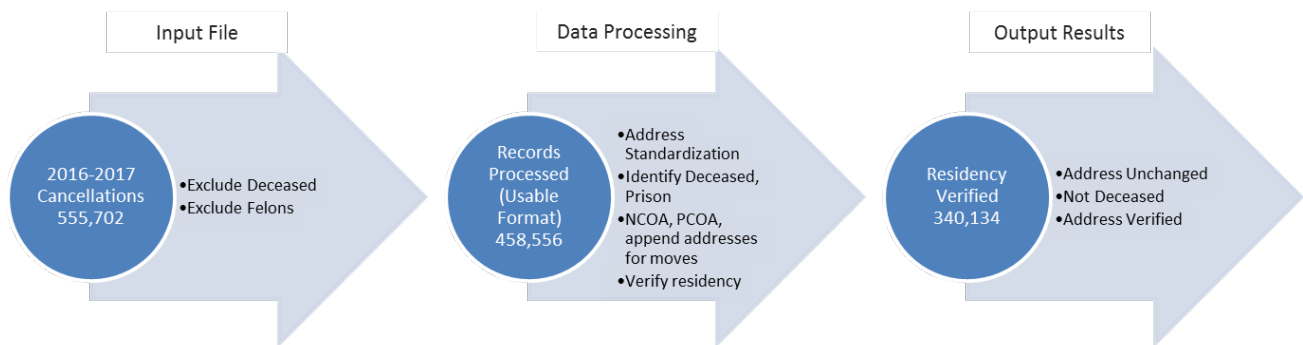 Input File
2016-2017
Cancellations
555,702
•Exclude Deceased
•Exclude Felons
Data Processing
Records
Processed
(Usable
Format)
458,556
•Address
Standardization
•Identify Deceased,
Prison
•NCOA, PCOA,
append addresses
for moves
•Verify residency
Output Results
Residency
Verified
340,134
•Address Unchanged
•Not Deceased
•Address Verified